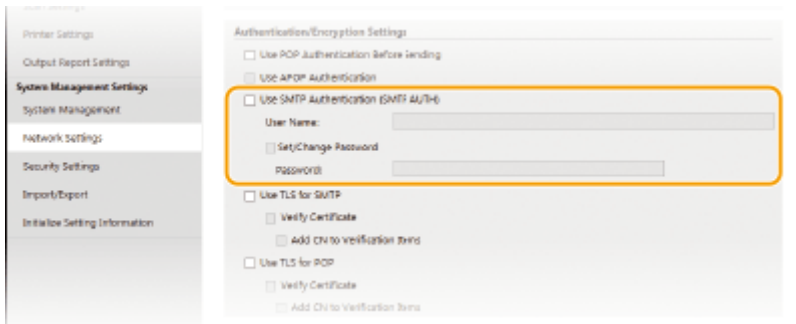 Printer Settings
Output Report Settings
System Management Settings
System Management
Network Settings
Security Settings
Import/Export
Initialize Setting Information
Authentication/Encryption Settings
Use POP Authentication Before Sending
Use APOP Authentication
Use SMTP Authentication (SMTP AUTH)
User Name:
Set/Change Password
Password:
Use TLS for SMTP
Verify Certificate
Add CN to Verification Items
Use TLS for POP
Verify Certificate
Add CN to Verification Items